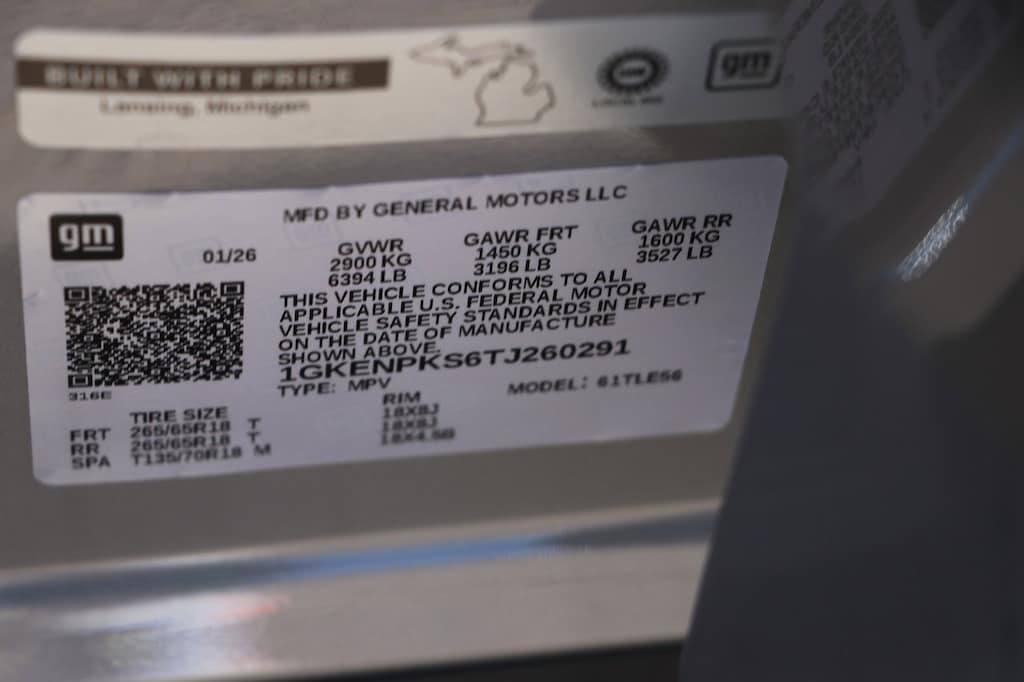 BUILT WITH PRIDE
Lansing, Michigan
gm
gm
MFD BY GENERAL MOTORS LLC
01/26
GVWR GAWR FRT GAWR RR
2900 KG 1450 KG 1600 KG
6394 LB 3196 LB 3527 LB
THIS VEHICLE CONFORMS TO ALL
APPLICABLE U.S. FEDERAL MOTOR
VEHICLE SAFETY STANDARDS IN EFFECT
ON THE DATE OF MANUFACTURE
SHOWN ABOVE.
1GKENPKS6TJ260291
TYPE: MPV MODEL: 61TLE56
316E
TIRE SIZE RIM
FRT 265/65R18 T 18X8J
RR 265/65R18 T 18X8J
SPA T135/70R18 M 18X4.5B